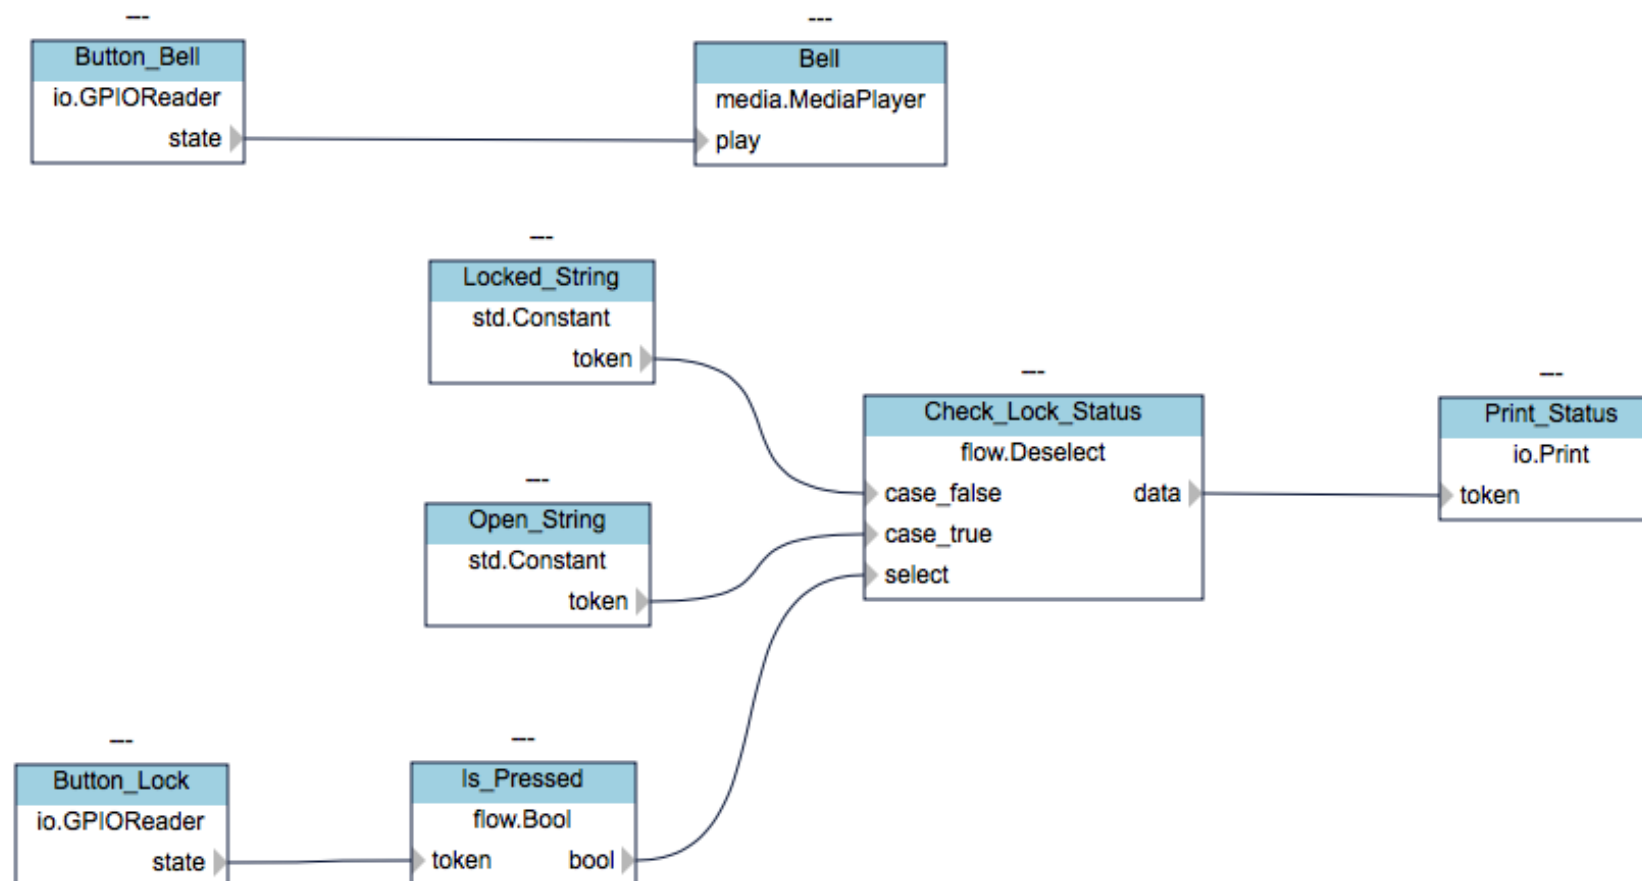 ---
Button_Bell
io.GPIOReader
state
---
Bell
media.MediaPlayer
play
---
Locked_String
std.Constant
token
---
Open_String
std.Constant
token
---
Check_Lock_Status
flow.Deselect
case_false data
case_true
select
---
Print_Status
io.Print
token
---
Button_Lock
io.GPIOReader
state
---
Is_Pressed
flow.Bool
token bool